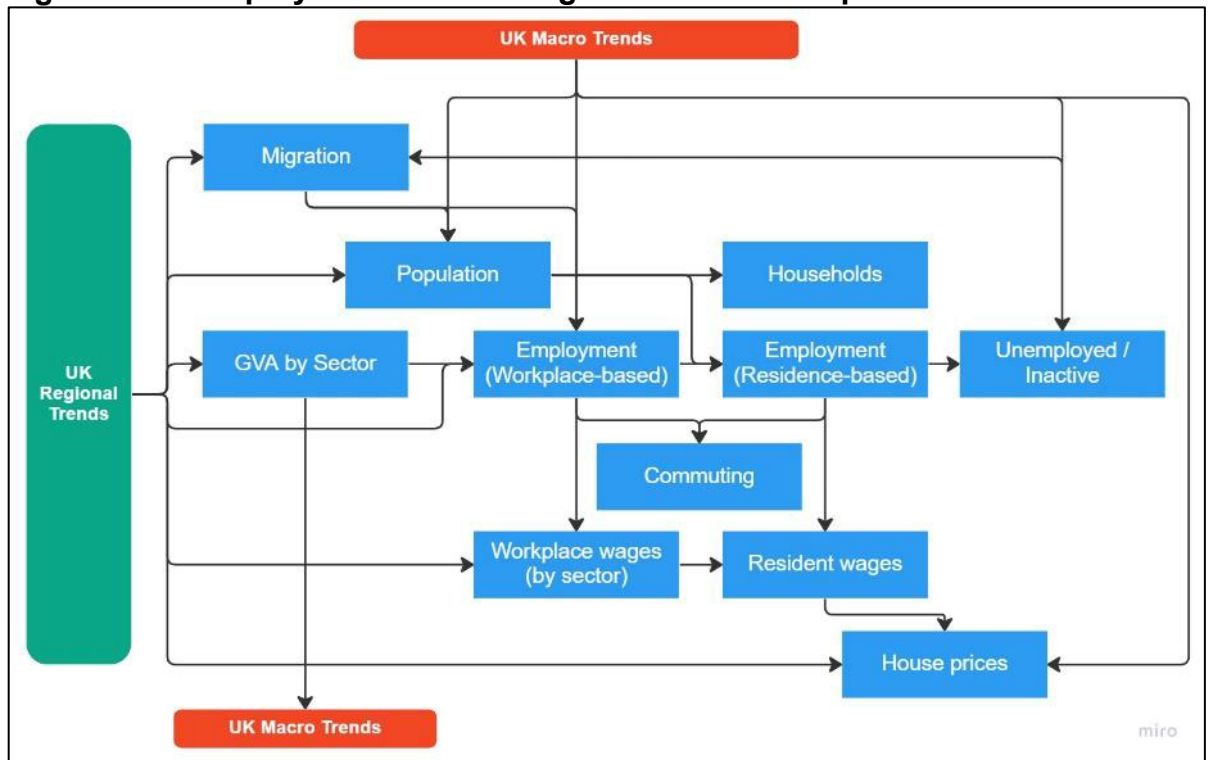 UK Macro Trends
Migration
Population
Households
UK
Regional
Trends
GVA by Sector
Employment
(Workplace-based)
Employment
(Residence-based)
Unemployed /
Inactive
Commuting
Workplace wages
(by sector)
Resident wages
House prices
UK Macro Trends
miro